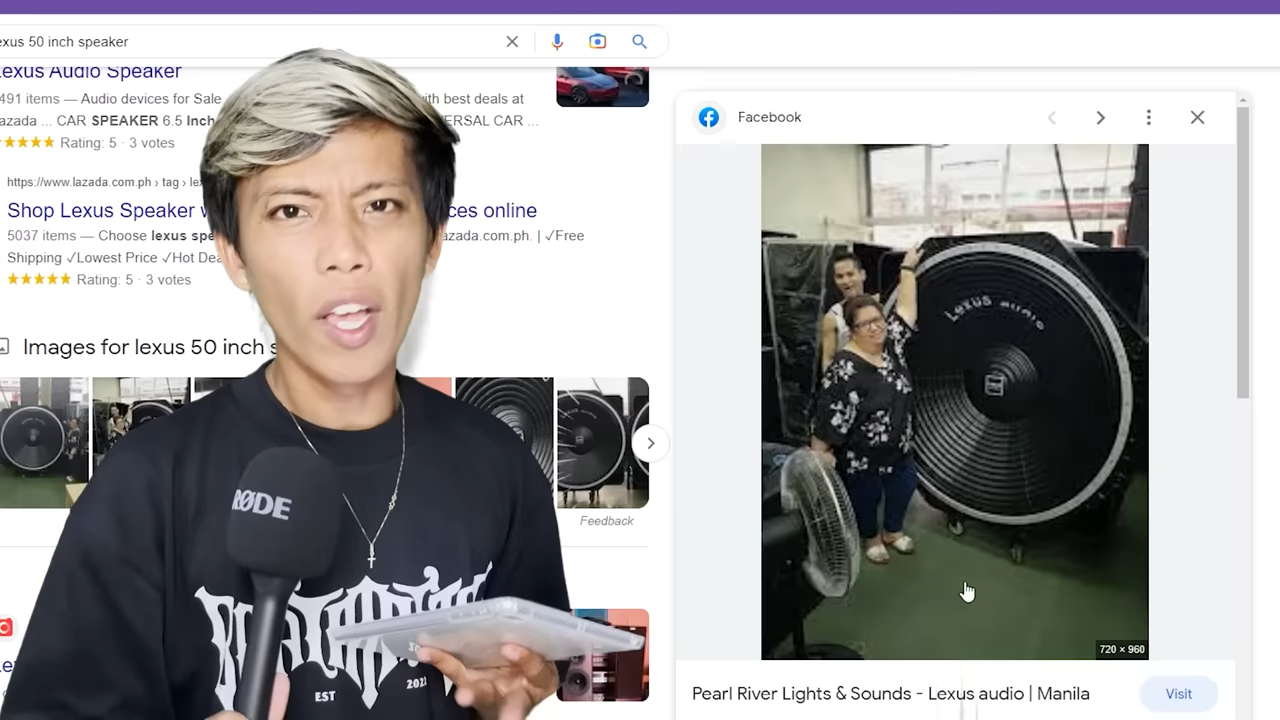 exus 50 inch speaker
Lexus Audio Speaker
491 items — Audio devices for Sale
ith best deals at
azada ... CAR SPEAKER 6.5 Inch
ERSAL CAR ...
Rating: 5 · 3 votes
https://www.lazada.com.ph › tag › le
Shop Lexus Speaker
ces online
5037 items — Choose lexus spe
azada.com.ph. | ✓Free
Shipping ✓Lowest Price ✓Hot Dea
Rating: 5 · 3 votes
Images for lexus 50 inch s
Feedback
Le
RØDE
EST
Facebook
Lexus audio
720 × 960
Pearl River Lights & Sounds - Lexus audio | Manila
Visit